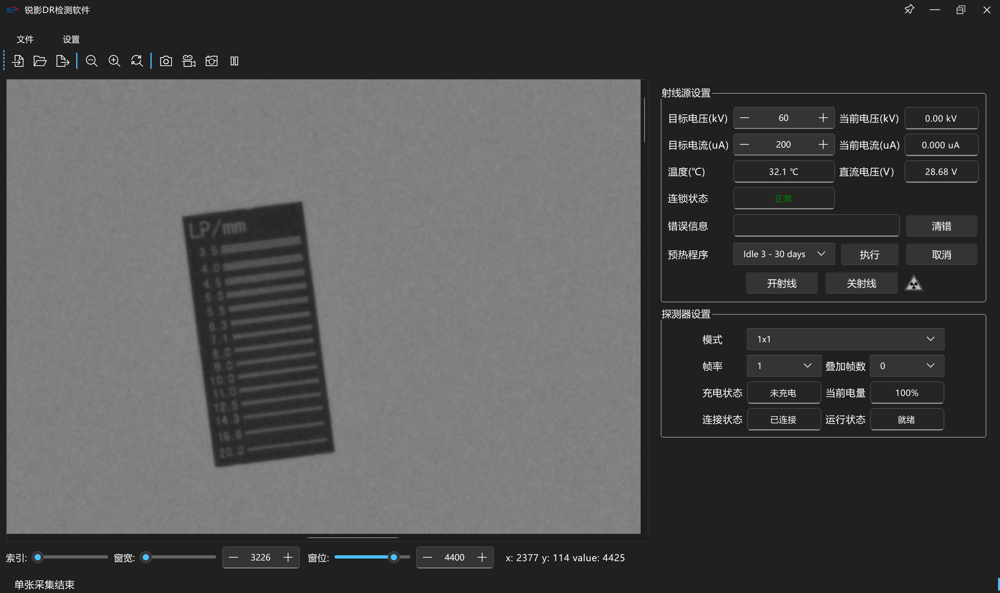 Rayim
锐影DR检测软件
文件 设置
LP/mm
3.5
4.0
4.5
5.0
5.5
6.3
7.1
8.0
9.0
10.0
11.0
12.5
14.3
16.6
20.0
射线源设置
目标电压(kV) 60 当前电压(kV) 0.00 kV
目标电流(uA) 200 当前电流(uA) 0.000 uA
温度(℃) 32.1 ℃ 直流电压(V) 28.68 V
连锁状态 正常
错误信息 清错
预热程序 Idle 3 - 30 days 执行 取消
开射线 关射线
探测器设置
模式 1x1
帧率 1 叠加帧数 0
充电状态 未充电 当前电量 100%
连接状态 已连接 运行状态 就绪
索引: 窗宽: 3226 窗位: 4400 x: 2377 y: 114 value: 4425
单张采集结束